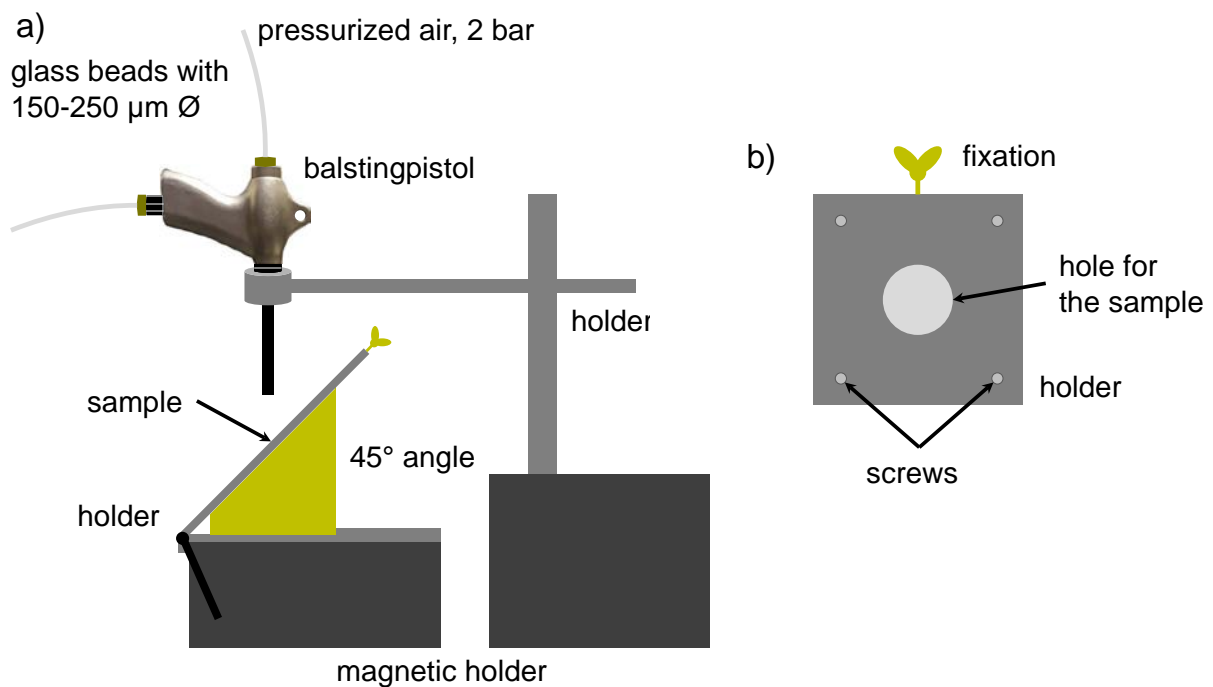 a)
pressurized air, 2 bar
glass beads with
150-250 µm Ø
balstingpistol
holder
sample
45° angle
holder
magnetic holder
b)
fixation
hole for
the sample
holder
screws